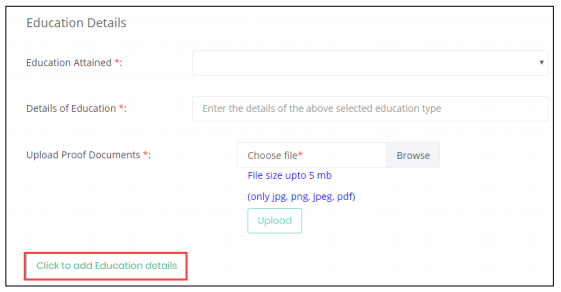 Education Details
Education Attained *:
Details of Education *: Enter the details of the above selected education type
Upload Proof Documents *: Choose file* Browse
File size upto 5 mb
(only jpg, png, jpeg, pdf)
Upload
Click to add Education details